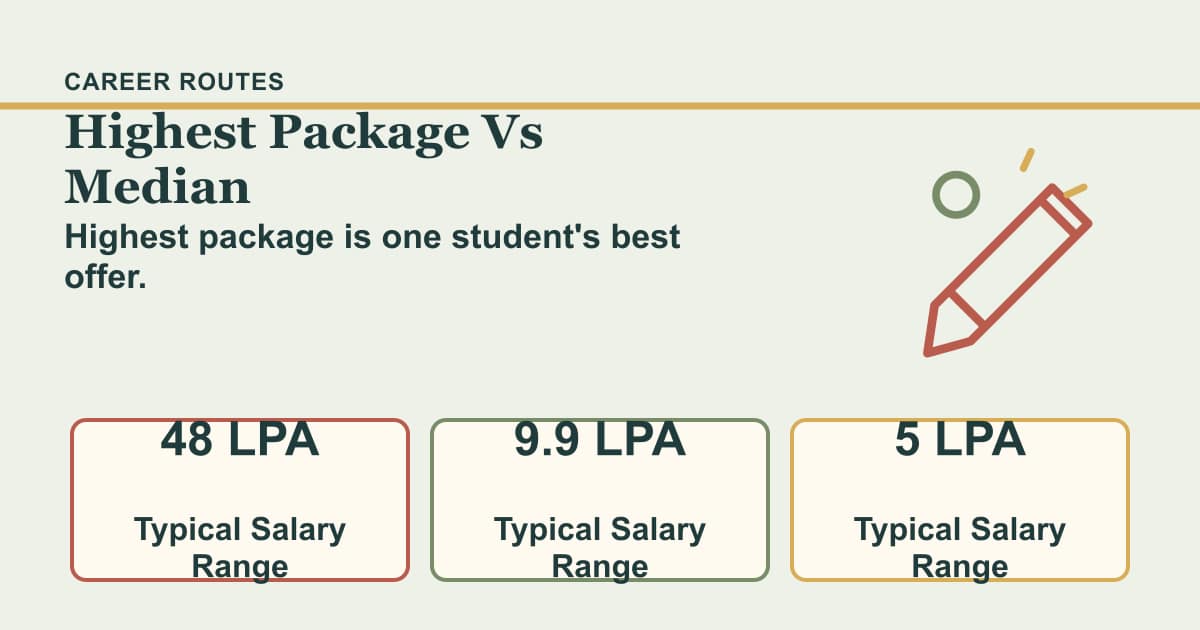 CAREER ROUTES
Highest Package Vs
Median
Highest package is one student's best
offer.
48 LPA
Typical Salary
Range
9.9 LPA
Typical Salary
Range
5 LPA
Typical Salary
Range